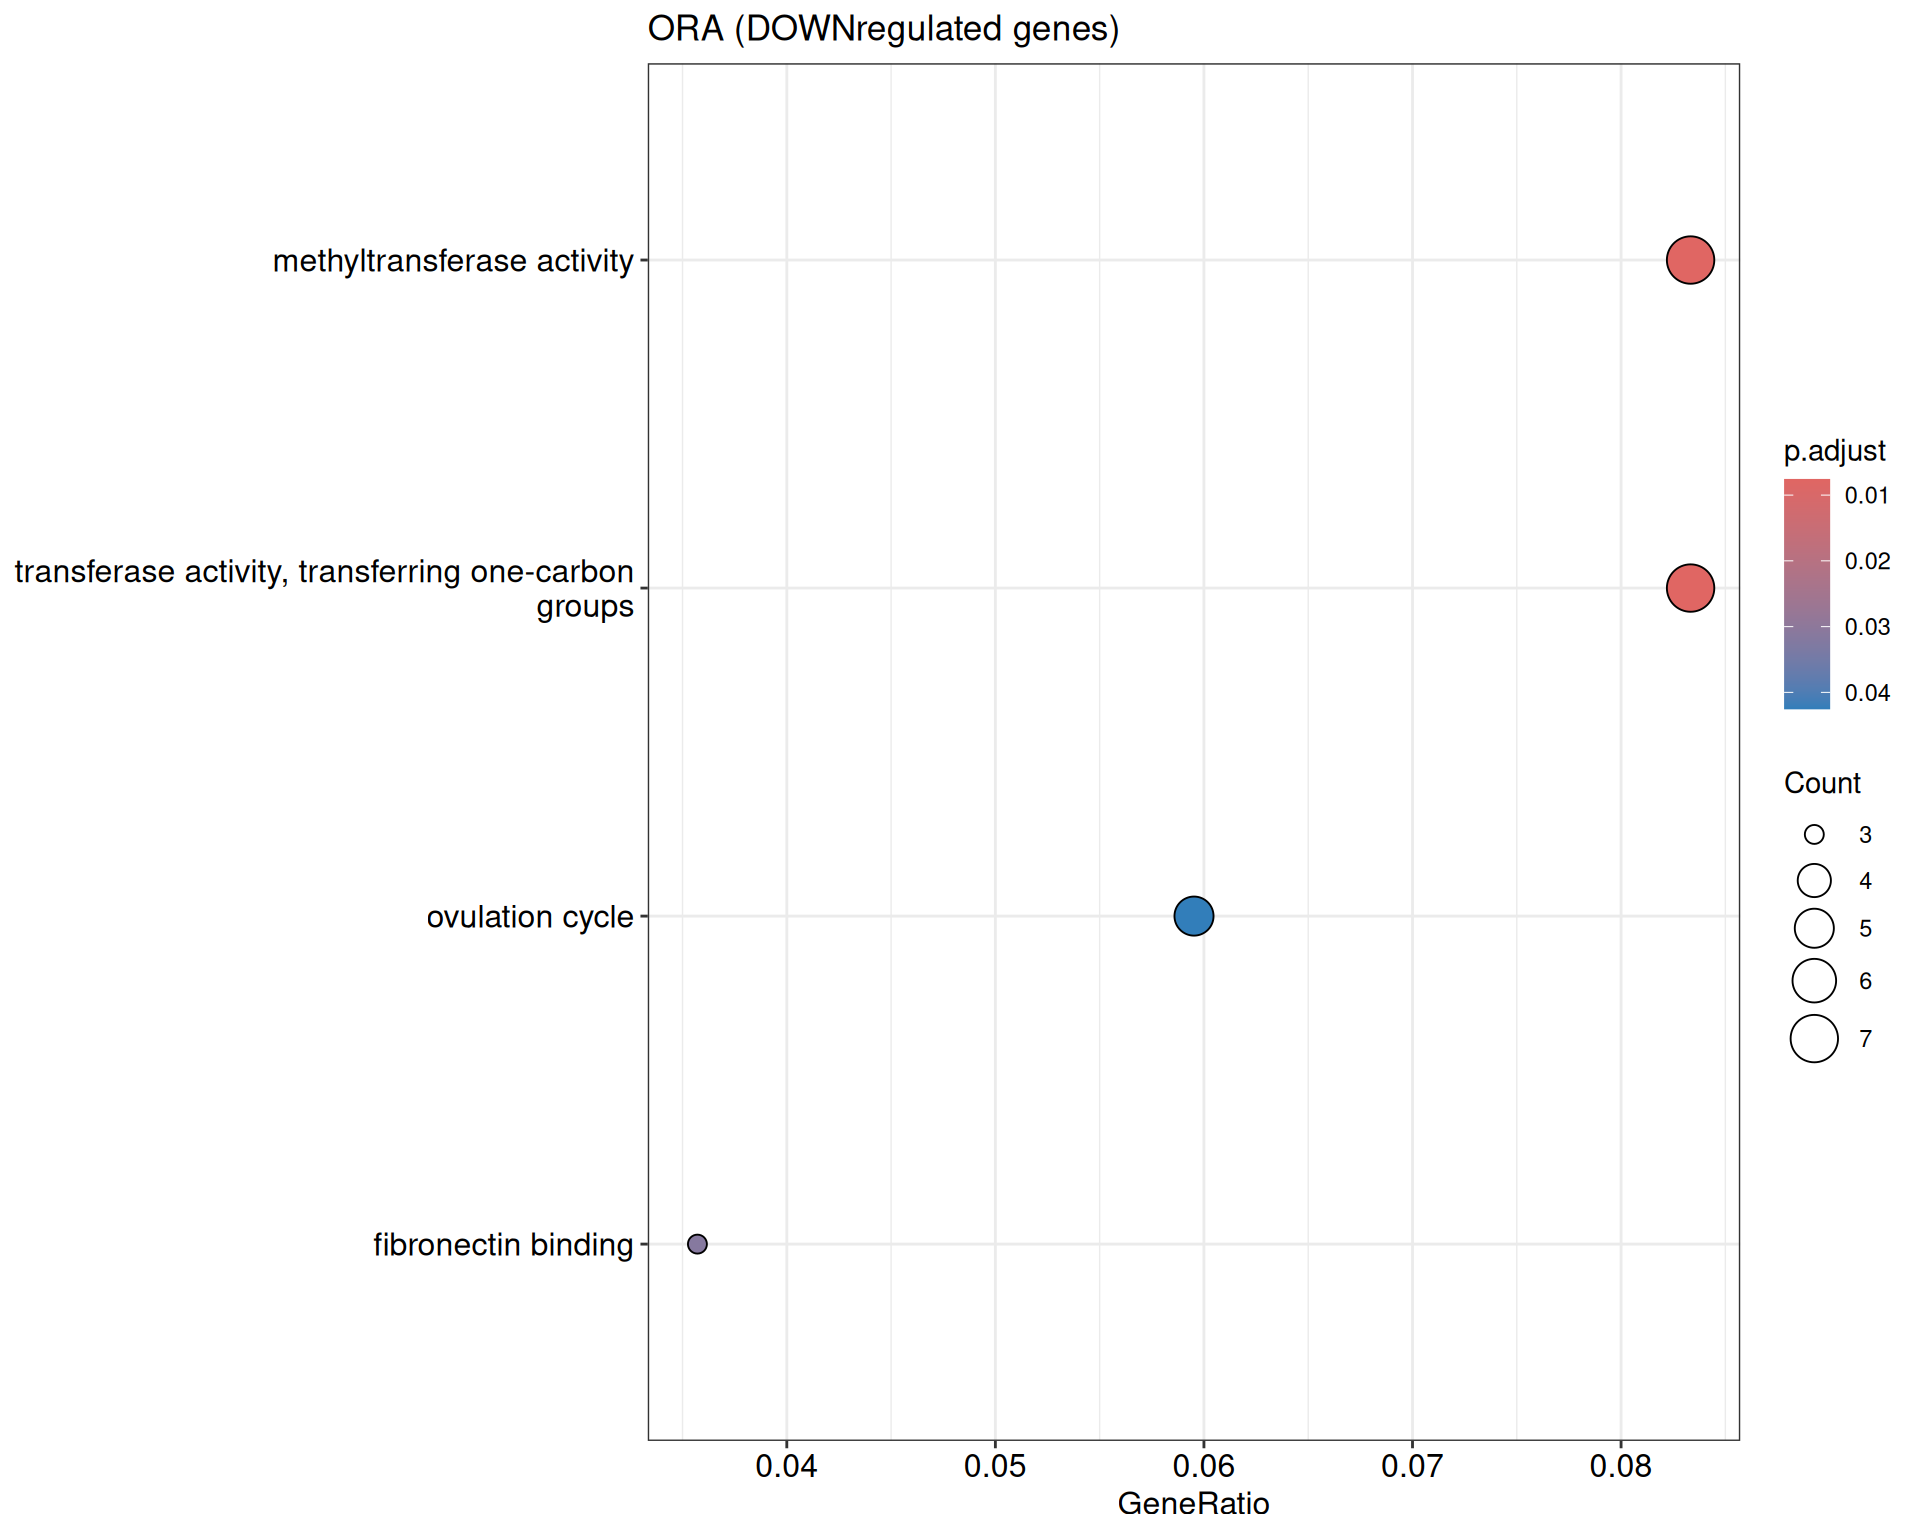 ORA (DOWNregulated genes)
methyltransferase activity
transferase activity, transferring one-carbon
groups
ovulation cycle
fibronectin binding
0.04
0.05
0.06
0.07
0.08
GeneRatio
p.adjust
0.01
0.02
0.03
0.04
Count
3
4
5
6
7